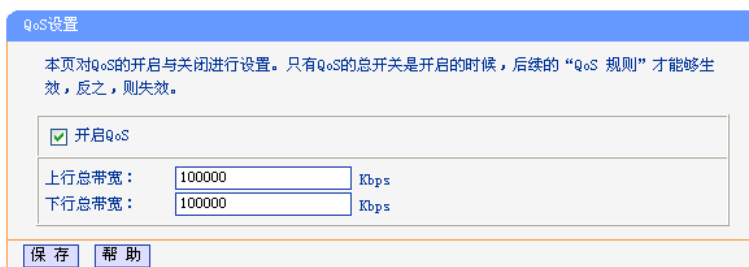 QoS设置
本页对QoS的开启与关闭进行设置。只有QoS的总开关是开启的时候，后续的“QoS 规则”才能够生
效，反之，则失效。
开启QoS
上行总带宽： 100000 Kbps
下行总带宽： 100000 Kbps
保 存 帮 助